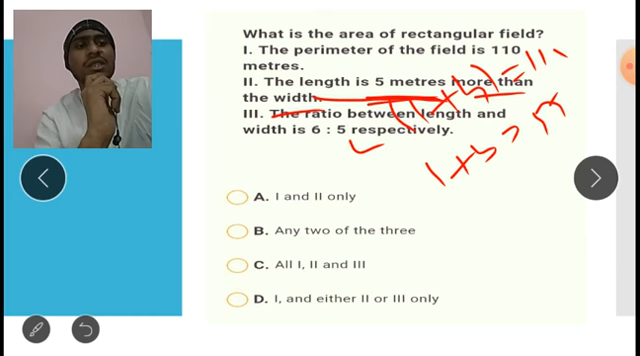 What is the area of rectangular field?
I. The perimeter of the field is 110
metres.
II. The length is 5 metres more than
the width.
III. The ratio between length and
width is 6 : 5 respectively.
A. I and II only
B. Any two of the three
C. All I, II and III
D. I, and either II or III only